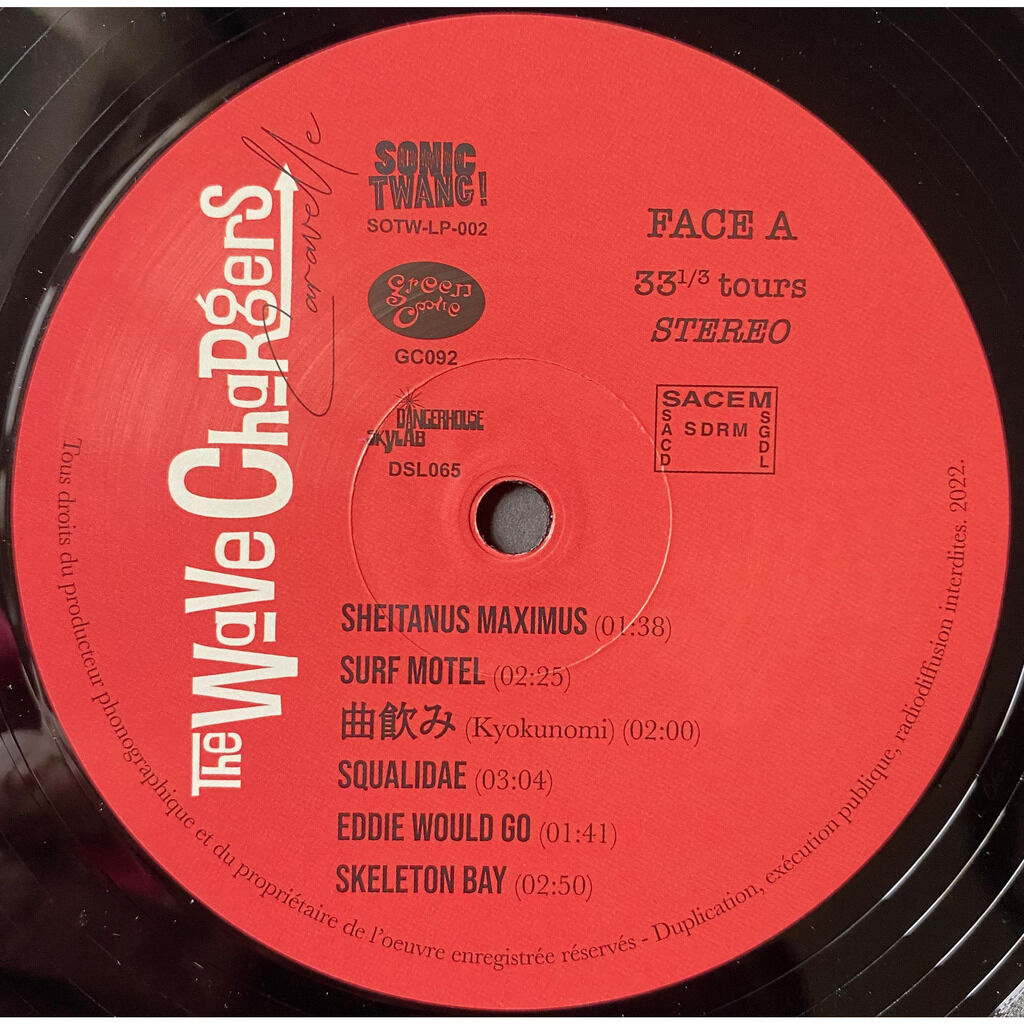 The Wave Chargers
Caravelle
SONIC
TWANG!
SOTW-LP-002
green
Cookie
GC092
DANGERHOUSE
SKYLAB
DSL065
FACE A
33 1/3 tours
STEREO
SACEM
SACD
SDRM
SGDL
SHEITANUS MAXIMUS (01:38)
SURF MOTEL (02:25)
曲飲み (Kyokunomi) (02:00)
SQUALIDAE (03:04)
EDDIE WOULD GO (01:41)
SKELETON BAY (02:50)
Tous droits du producteur phonographique et du propriétaire de l'oeuvre enregistrée réservés - Duplication, exécution publique, radiodiffusion interdites. 2022.